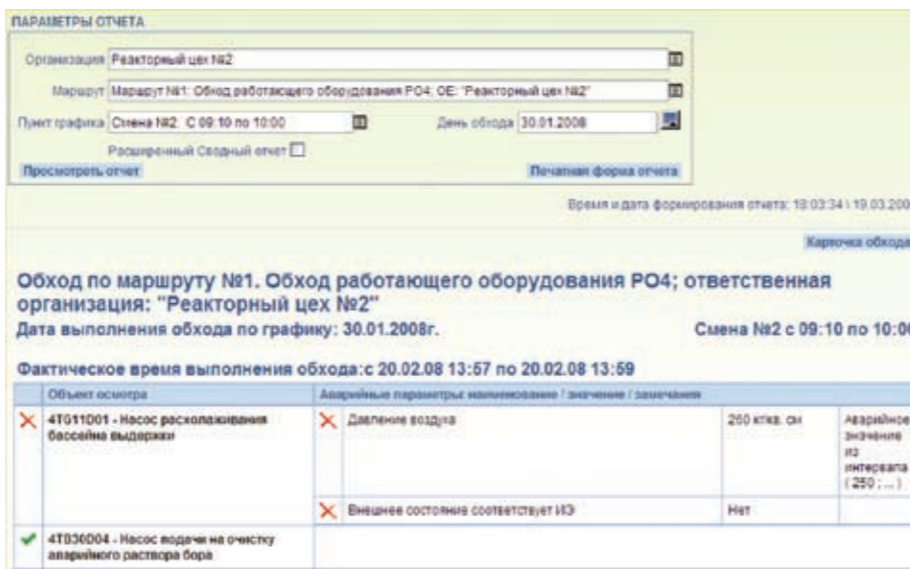 ПАРАМЕТРЫ ОТЧЕТА
Организация Реакторный цех №2
Маршрут Маршрут №1: Обход работающего оборудования РО4; ОЕ: "Реакторный цех №2"
Пункт графика Смена №2: С 09:10 по 10:00 День обхода 30.01.2008
Расширенный Сводный отчет
Просмотреть отчет Печатная форма отчета
Время и дата формирования отчета: 18:03:34 \ 19.03.200
Карточка обхода
Обход по маршруту №1. Обход работающего оборудования РО4; ответственная
организация: "Реакторный цех №2"
Дата выполнения обхода по графику: 30.01.2008г. Смена №2 с 09:10 по 10:00
Фактическое время выполнения обхода:с 20.02.08 13:57 по 20.02.08 13:59
Объект осмотра Аварийные параметры: наименование / значение / замечания
4TG11D01 - Насос расхолаживания
бассейна выдержки
Давление воздуха 260 кг\кв. см Аварийное
значение
из
интервала
( 250 ; ... )
Внешнее состояние соответствует ИЭ Нет
4TB30D04 - Насос подачи на очистку
аварийного раствора бора